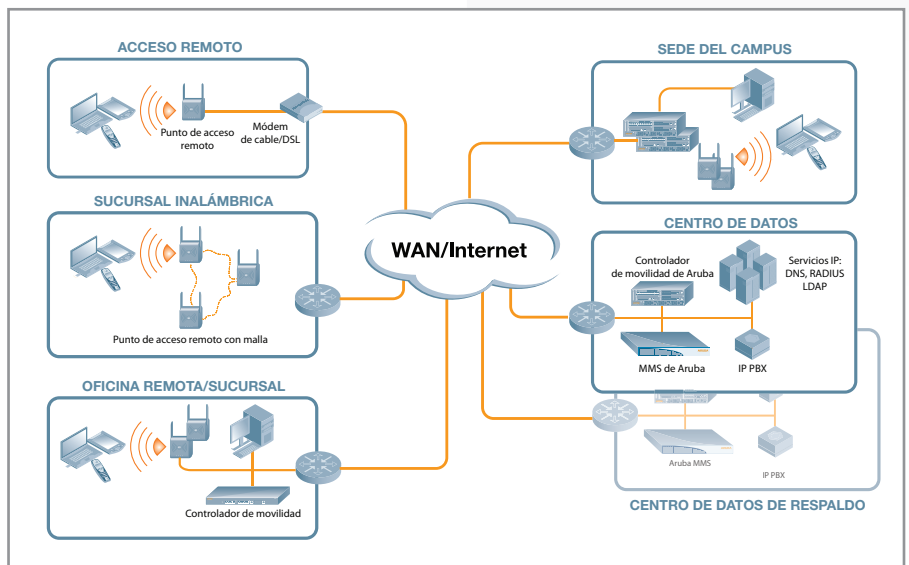 ACCESO REMOTO
Punto de acceso
remoto
Módem
de cable/DSL
SUCURSAL INALÁMBRICA
Punto de acceso remoto con malla
OFICINA REMOTA/SUCURSAL
Controlador de movilidad
WAN/Internet
SEDE DEL CAMPUS
CENTRO DE DATOS
Controlador
de movilidad de Aruba
Servicios IP:
DNS, RADIUS
LDAP
MMS de Aruba
IP PBX
Aruba MMS
IP PBX
CENTRO DE DATOS DE RESPALDO